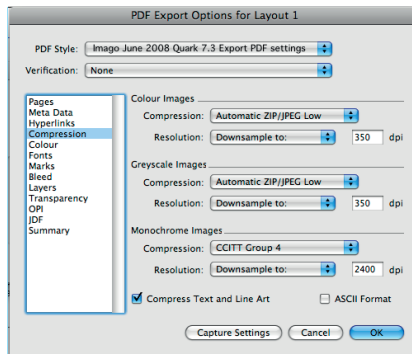 PDF Export Options for Layout 1
PDF Style: Imago June 2008 Quark 7.3 Export PDF settings
Verification: None
Pages
Meta Data
Hyperlinks
Compression
Colour
Fonts
Marks
Bleed
Layers
Transparency
OPI
JDF
Summary
Colour Images
Compression: Automatic ZIP/JPEG Low
Resolution: Downsample to: 350 dpi
Greyscale Images
Compression: Automatic ZIP/JPEG Low
Resolution: Downsample to: 350 dpi
Monochrome Images
Compression: CCITT Group 4
Resolution: Downsample to: 2400 dpi
Compress Text and Line Art ASCII Format
Capture Settings Cancel OK